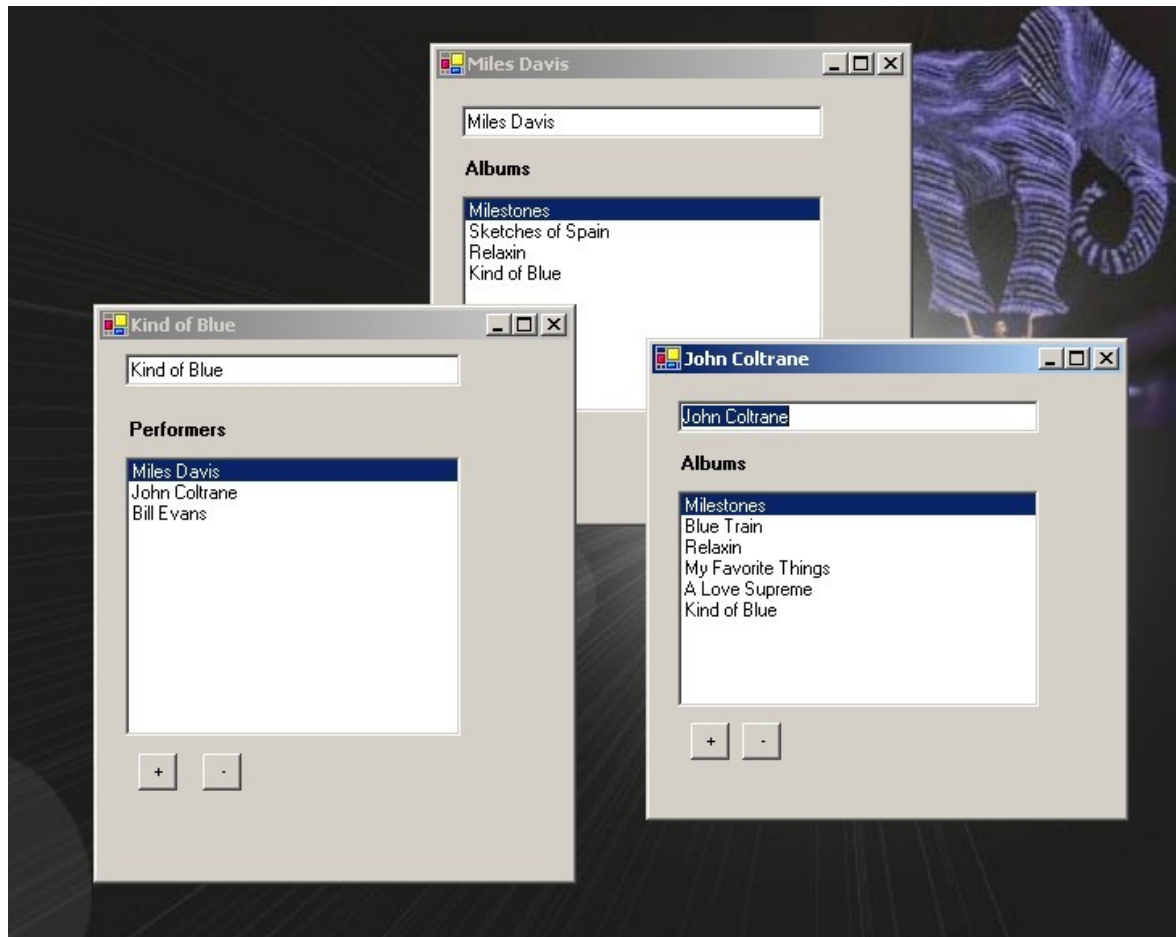 Miles Davis
Miles Davis
Albums
Milestones
Sketches of Spain
Relaxin
Kind of Blue
Kind of Blue
Kind of Blue
Performers
Miles Davis
John Coltrane
Bill Evans
+ -
John Coltrane
John Coltrane
Albums
Milestones
Blue Train
Relaxin
My Favorite Things
A Love Supreme
Kind of Blue
+ -